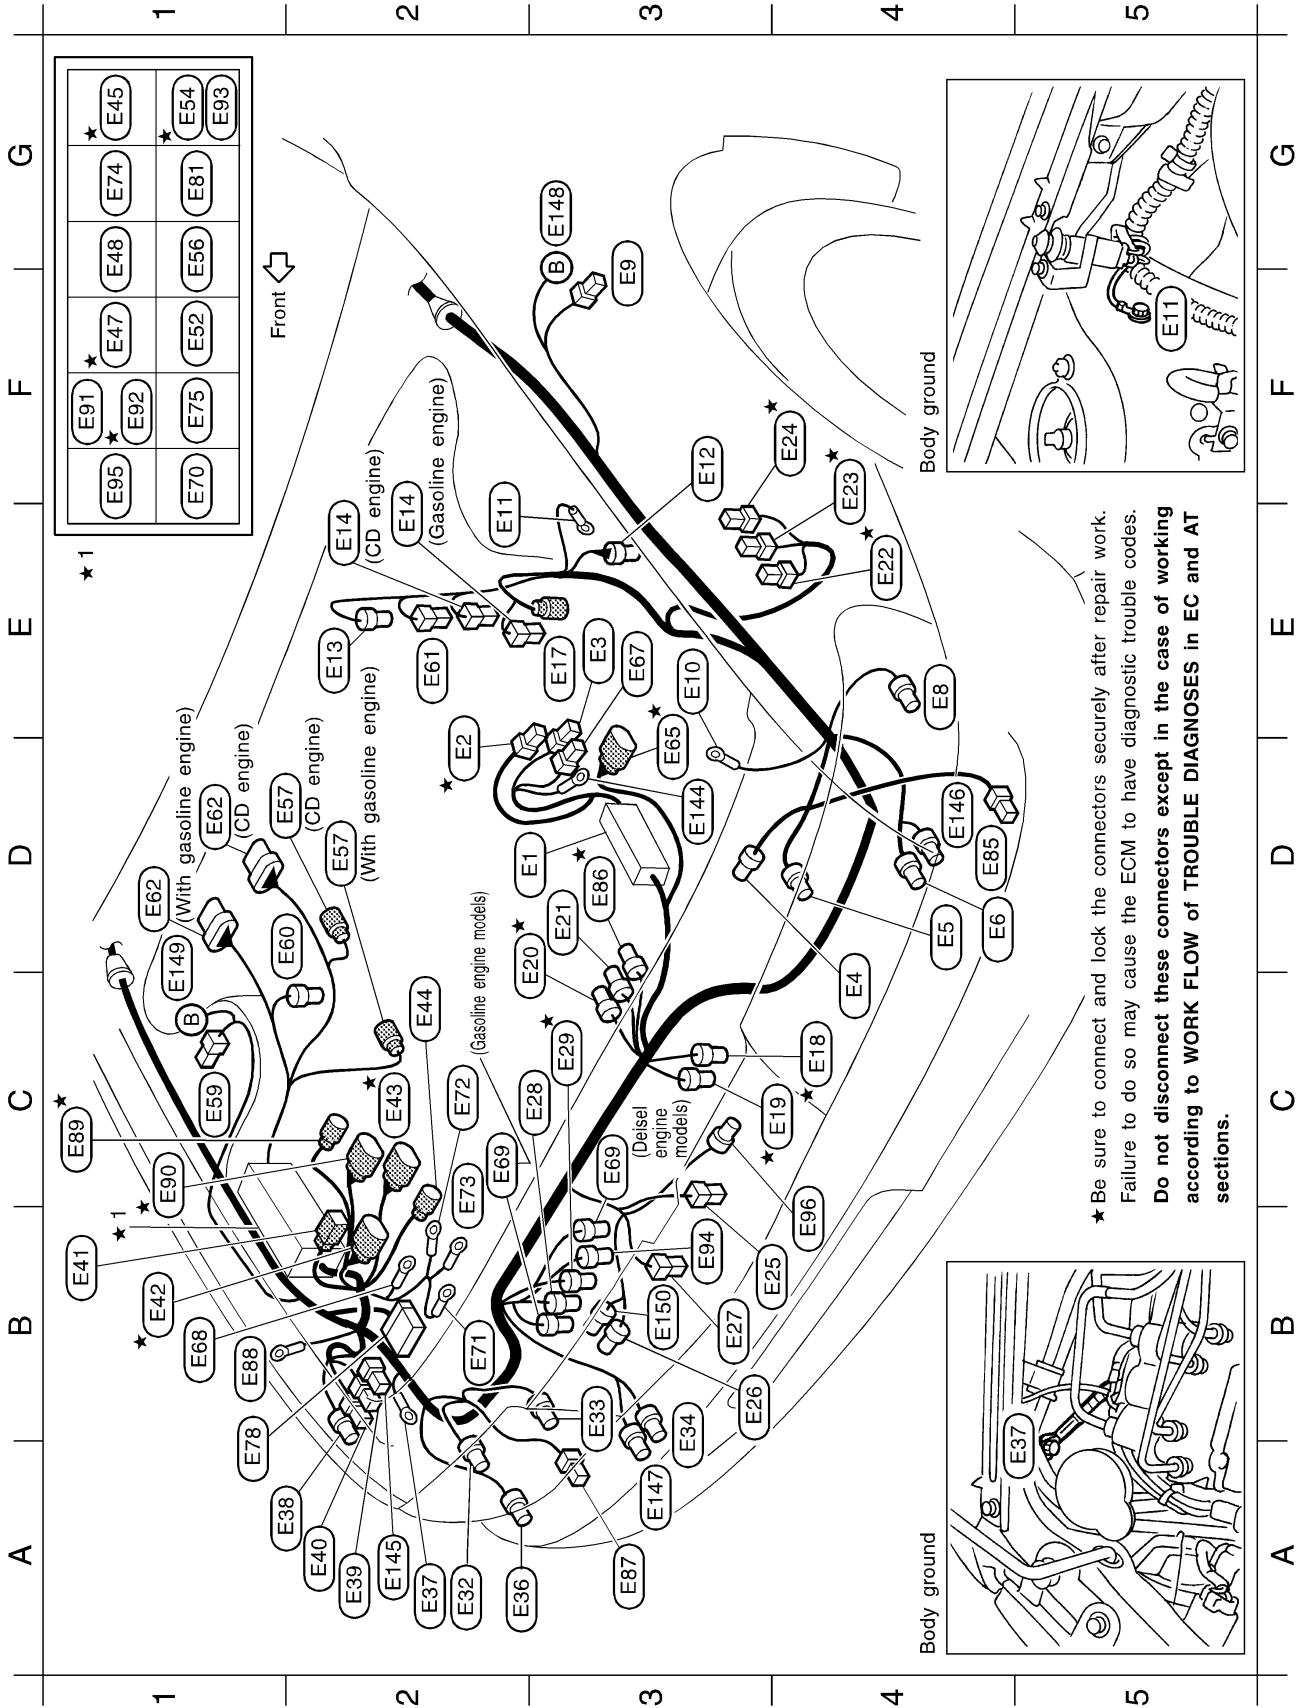 1
2
3
4
5
G
F
E
D
C
B
A
★ 1
E95
E91
★ E92
★ E47
E48
E74
★ E45
E70
E75
E52
E56
E81
★ E54
E93
Front
E148
B
E9
E14
(CD engine)
E14
(Gasoline engine)
E11
E12
★ E24
★ E23
★ E22
E13
E61
E17
E3
E67
E10
E8
★ E2
★ E65
E144
E1
★ E86
E21
★ E20
E62
(With gasoline engine)
E62
(CD engine)
E57
(CD engine)
★ E57
(With gasoline engine)
E149
B
E60
E59
E146
E85
E6
E5
E4
E18
★ E19
E44
★ E43
E72
E73
(Gasoline engine models)
E69
E28
★ E29
E69
(Deisel
engine
models)
E96
E25
E94
E27
E150
E26
★ E89
★ E90
★ 1
E41
★ E42
E68
E88
E78
E71
E38
E40
E39
E145
E37
E32
E36
E33
E34
E147
E87
Body ground
E11
Body ground
E37
★ Be sure to connect and lock the connectors securely after repair work.
Failure to do so may cause the ECM to have diagnostic trouble codes.
Do not disconnect these connectors except in the case of working
according to WORK FLOW of TROUBLE DIAGNOSES in EC and AT
sections.
1
2
3
4
5
G
F
E
D
C
B
A